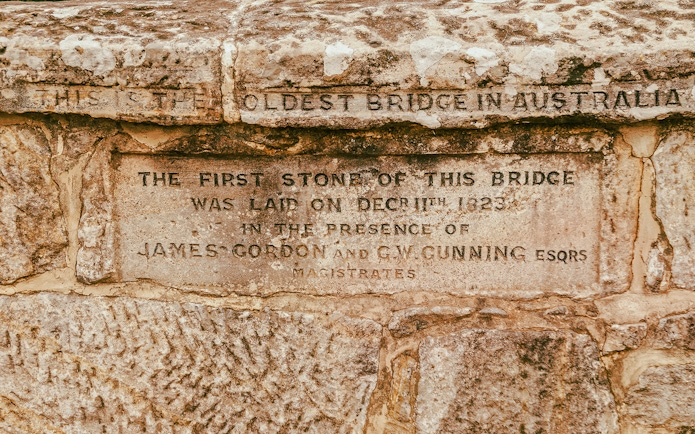 THIS IS THE OLDEST BRIDGE IN AUSTRALIA
THE FIRST STONE OF THIS BRIDGE
WAS LAID ON DECR 11TH 1823
IN THE PRESENCE OF
JAMES GORDON AND G.W. GUNNING ESQRS
MAGISTRATES